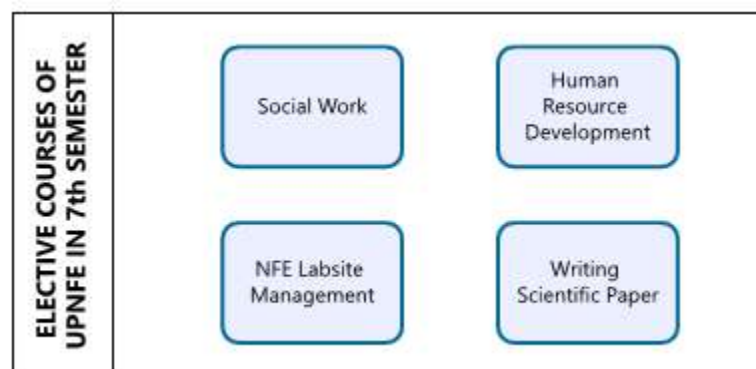 ELECTIVE COURSES OF
UPNFE IN 7th SEMESTER
Social Work
Human
Resource
Development
NFE Labsite
Management
Writing
Scientific Paper